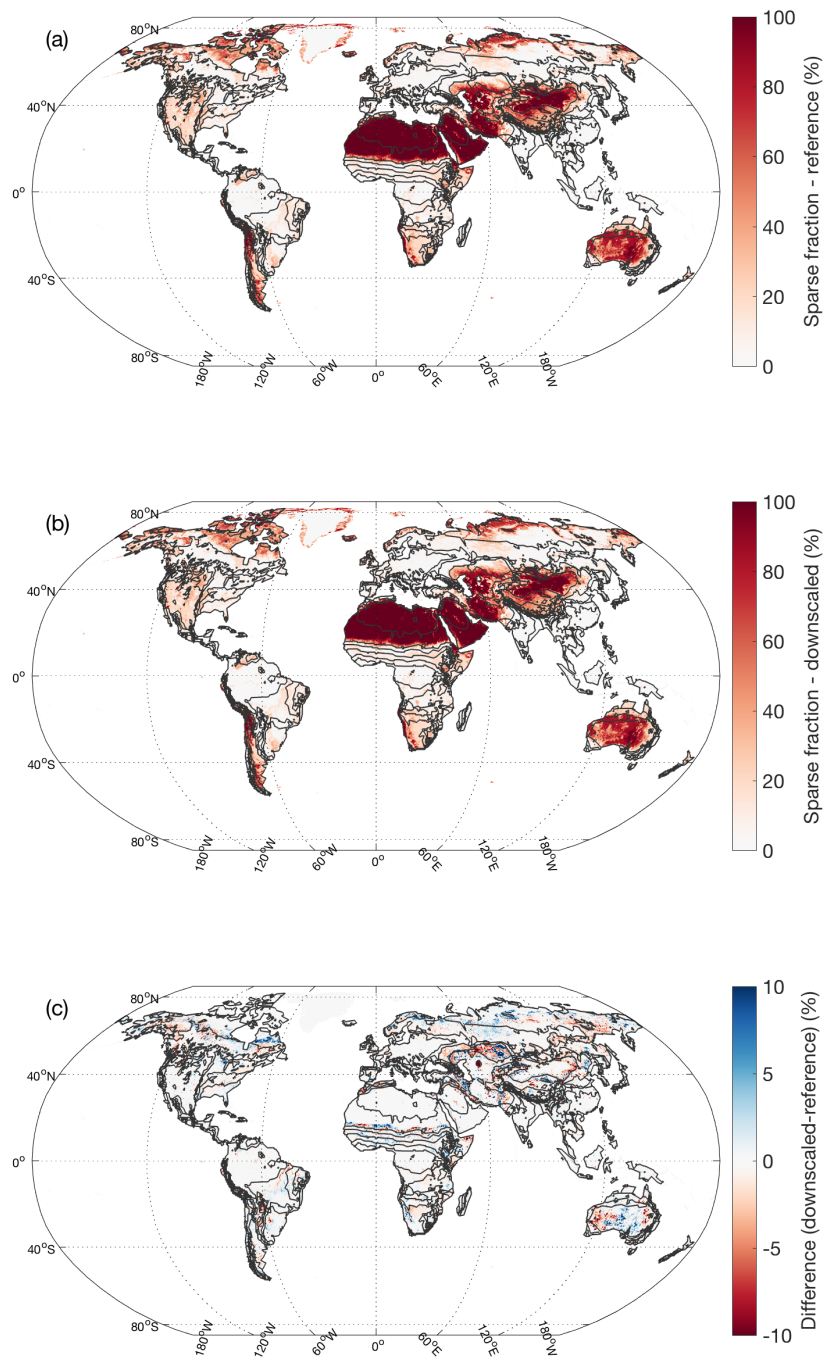 (a)
80°N
40°N
0°
40°S
80°S
180°W
120°W
60°W
0°
60°E
120°E
180°W
100
80
60
40
20
0
Sparse fraction - reference (%)
(b)
80°N
40°N
0°
40°S
80°S
180°W
120°W
60°W
0°
60°E
120°E
180°W
100
80
60
40
20
0
Sparse fraction - downscaled (%)
(c)
80°N
40°N
0°
40°S
80°S
180°W
120°W
60°W
0°
60°E
120°E
180°W
10
5
0
-5
-10
Difference (downscaled-reference) (%)